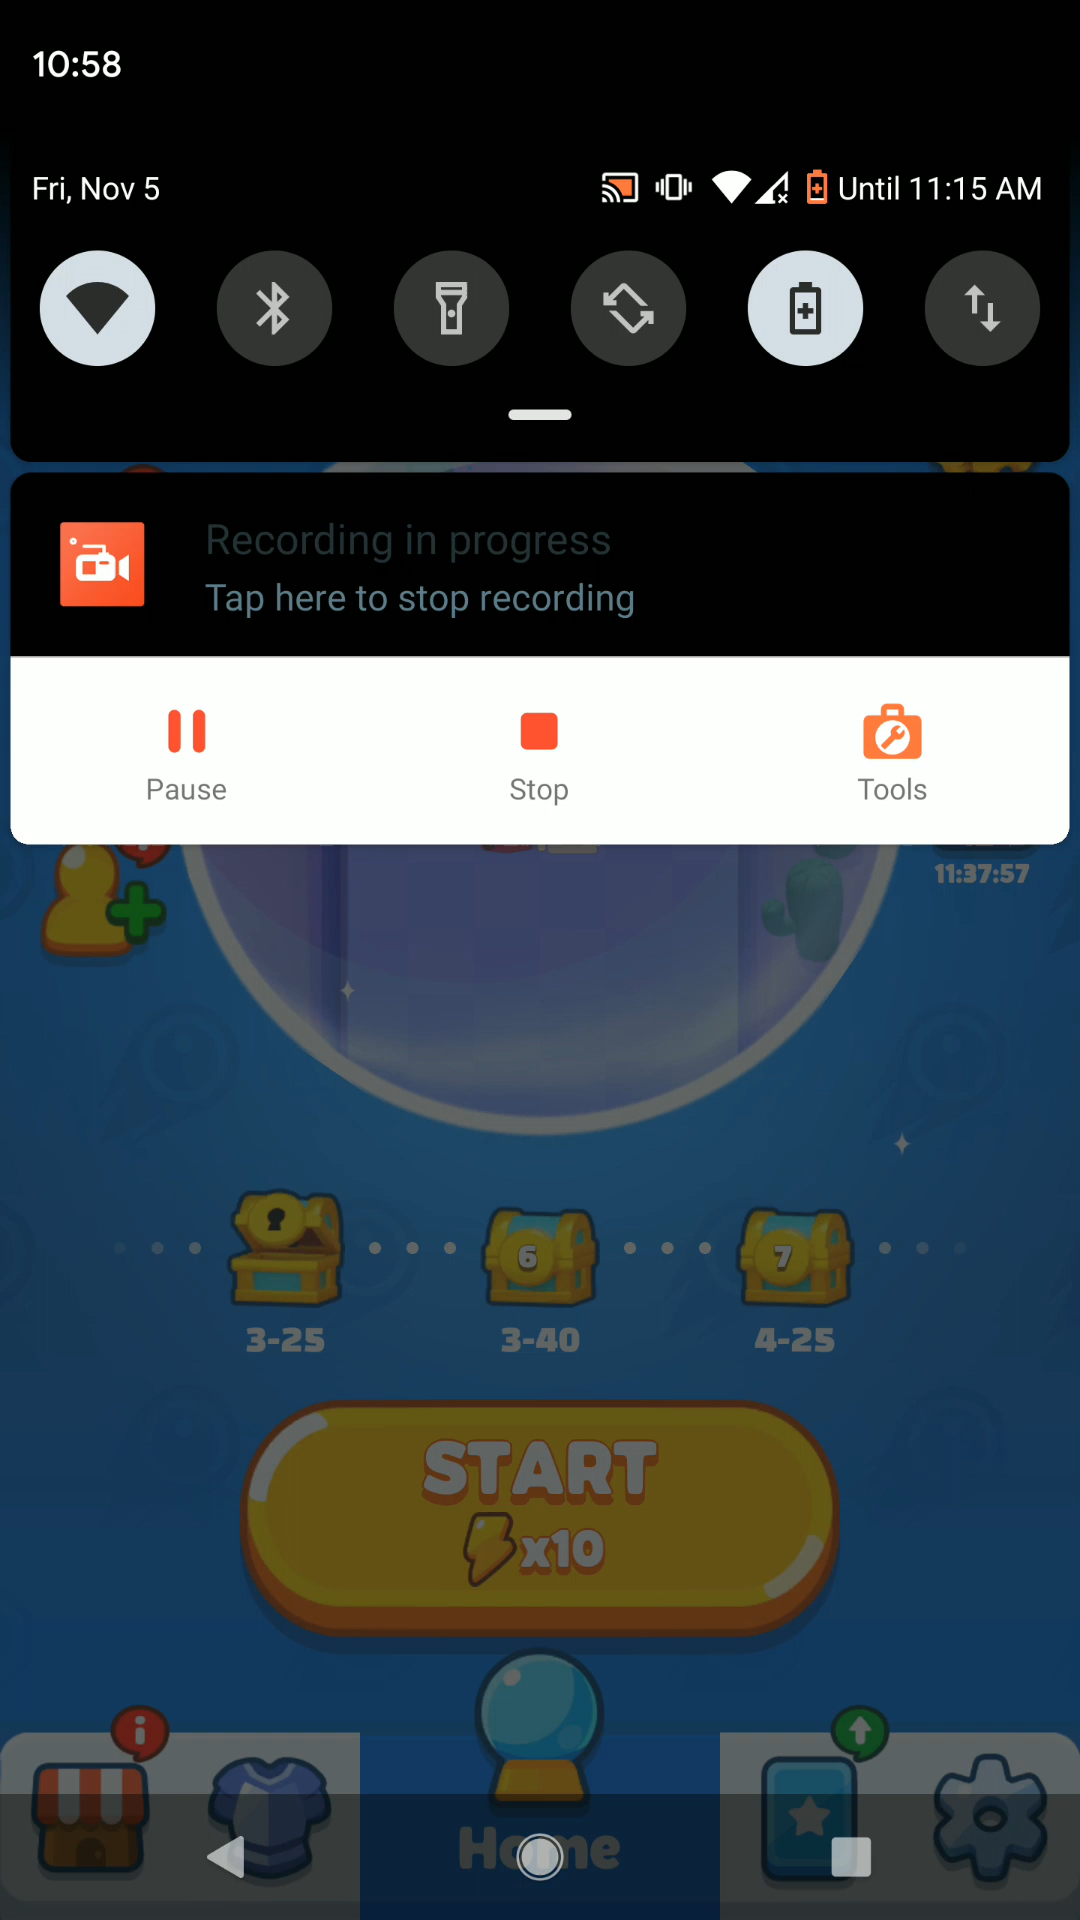 10:58
Fri, Nov 5
Until 11:15 AM
Recording in progress
Tap here to stop recording
Pause
Stop
Tools
11:37:57
6
7
3-25
3-40
4-25
START
x10
Home